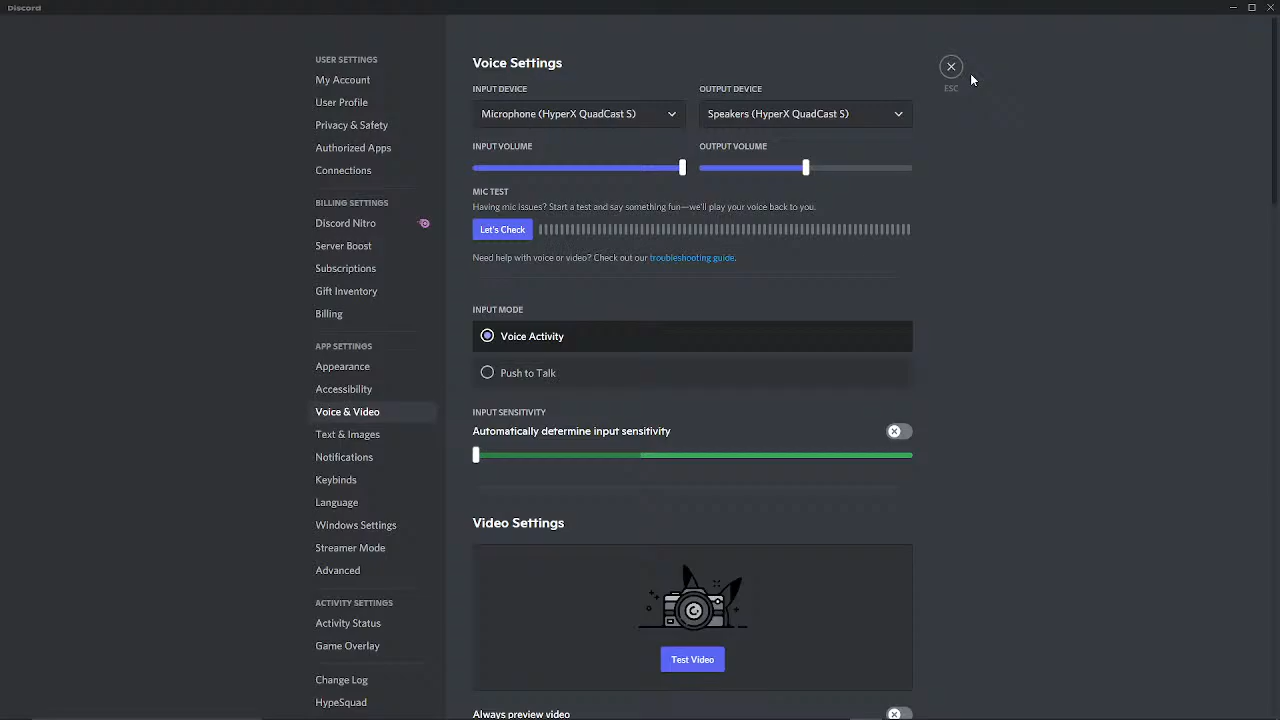 Discord
USER SETTINGS
My Account
User Profile
Privacy & Safety
Authorized Apps
Connections
BILLING SETTINGS
Discord Nitro
Server Boost
Subscriptions
Gift Inventory
Billing
APP SETTINGS
Appearance
Accessibility
Voice & Video
Text & Images
Notifications
Keybinds
Language
Windows Settings
Streamer Mode
Advanced
ACTIVITY SETTINGS
Activity Status
Game Overlay
Change Log
HypeSquad
Voice Settings
INPUT DEVICE
Microphone (HyperX QuadCast S)
OUTPUT DEVICE
Speakers (HyperX QuadCast S)
INPUT VOLUME
OUTPUT VOLUME
MIC TEST
Having mic issues? Start a test and say something fun—we'll play your voice back to you.
Let's Check
Need help with voice or video? Check out our troubleshooting guide.
INPUT MODE
Voice Activity
Push to Talk
INPUT SENSITIVITY
Automatically determine input sensitivity
Video Settings
Test Video
Always preview video
ESC